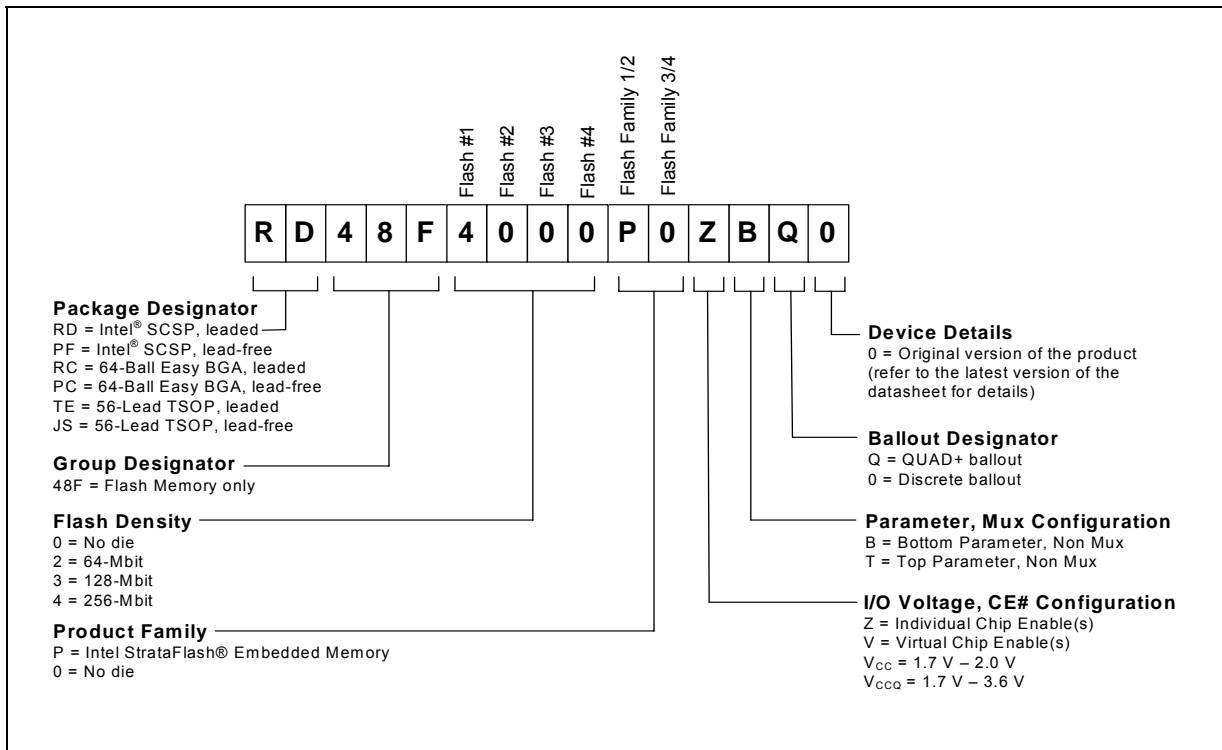 Flash #1
Flash #2
Flash #3
Flash #4
Flash Family 1/2
Flash Family 3/4
R D 4 8 F 4 0 0 0 P 0 Z B Q 0
Package Designator
RD = Intel® SCSP, leaded
PF = Intel® SCSP, lead-free
RC = 64-Ball Easy BGA, leaded
PC = 64-Ball Easy BGA, lead-free
TE = 56-Lead TSOP, leaded
JS = 56-Lead TSOP, lead-free
Group Designator
48F = Flash Memory only
Flash Density
0 = No die
2 = 64-Mbit
3 = 128-Mbit
4 = 256-Mbit
Product Family
P = Intel StrataFlash® Embedded Memory
0 = No die
Device Details
0 = Original version of the product
(refer to the latest version of the
datasheet for details)
Ballout Designator
Q = QUAD+ ballout
0 = Discrete ballout
Parameter, Mux Configuration
B = Bottom Parameter, Non Mux
T = Top Parameter, Non Mux
I/O Voltage, CE# Configuration
Z = Individual Chip Enable(s)
V = Virtual Chip Enable(s)
VCC = 1.7 V – 2.0 V
VCCQ = 1.7 V – 3.6 V